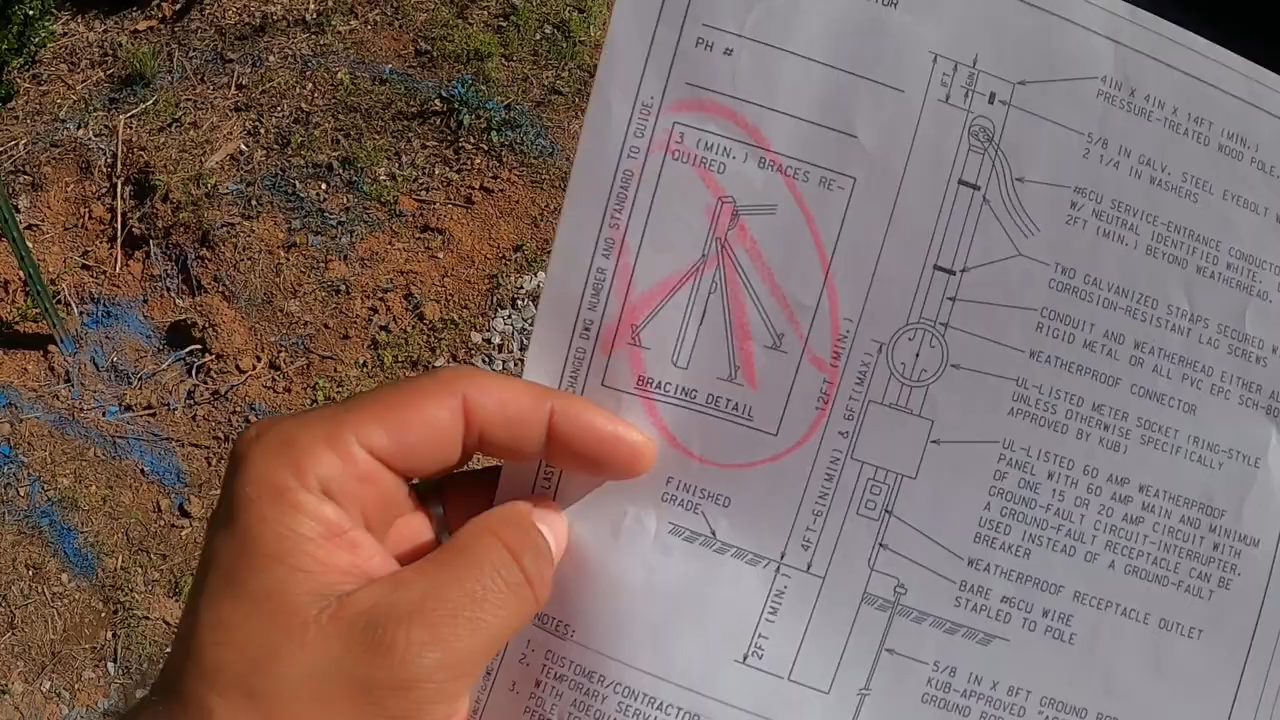 PH #
CHANGED DWG NUMBER AND STANDARD TO GUIDE.
LAST
3 (MIN.) BRACES RE-
QUIRED
BRACING DETAIL
1FT
6IN
12FT (MIN.)
4FT-6IN(MIN) & 6FT(MAX)
2FT (MIN.)
FINISHED
GRADE
4IN X 4IN X 14FT (MIN.)
PRESSURE-TREATED WOOD POLE.
5/8 IN GALV. STEEL EYEBOLT
2 1/4 IN WASHERS
#6CU SERVICE-ENTRANCE
W/ NEUTRAL IDENTIFIED WHITE.
2FT (MIN.) BEYOND WEATHERHEAD.
TWO GALVANIZED STRAPS SECURED
CORROSION-RESISTANT LAG SCREWS
CONDUIT AND WEATHERHEAD EITHER
RIGID METAL OR ALL PVC EPC SCH-80
WEATHERPROOF CONNECTOR
UL-LISTED METER SOCKET (RING-STYLE
UNLESS OTHERWISE SPECIFICALLY
APPROVED BY KUB)
UL-LISTED 60 AMP WEATHERPROOF
PANEL WITH 60 AMP MAIN AND MINIMUM
OF ONE 15 OR 20 AMP CIRCUIT WITH
GROUND-FAULT CIRCUIT-INTERRUPTER.
A GROUND-FAULT RECEPTACLE CAN BE
USED INSTEAD OF A GROUND-FAULT
BREAKER
WEATHERPROOF RECEPTACLE OUTLET
BARE #6CU WIRE
STAPLED TO POLE
5/8 IN X 8FT GROUND
KUB-APPROVED
GROUND
NOTES:
1. CUSTOMER/CONTRACTOR
2. TEMPORARY
WITH
3. POLE